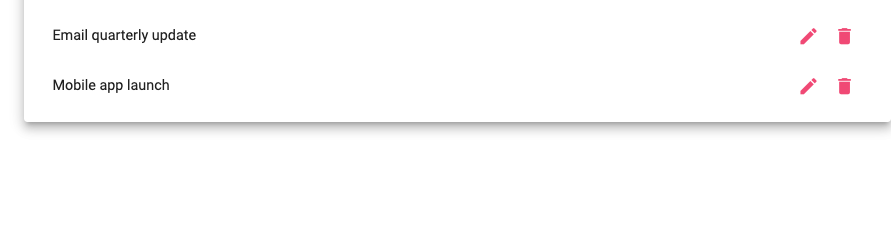 Email quarterly update
Mobile app launch